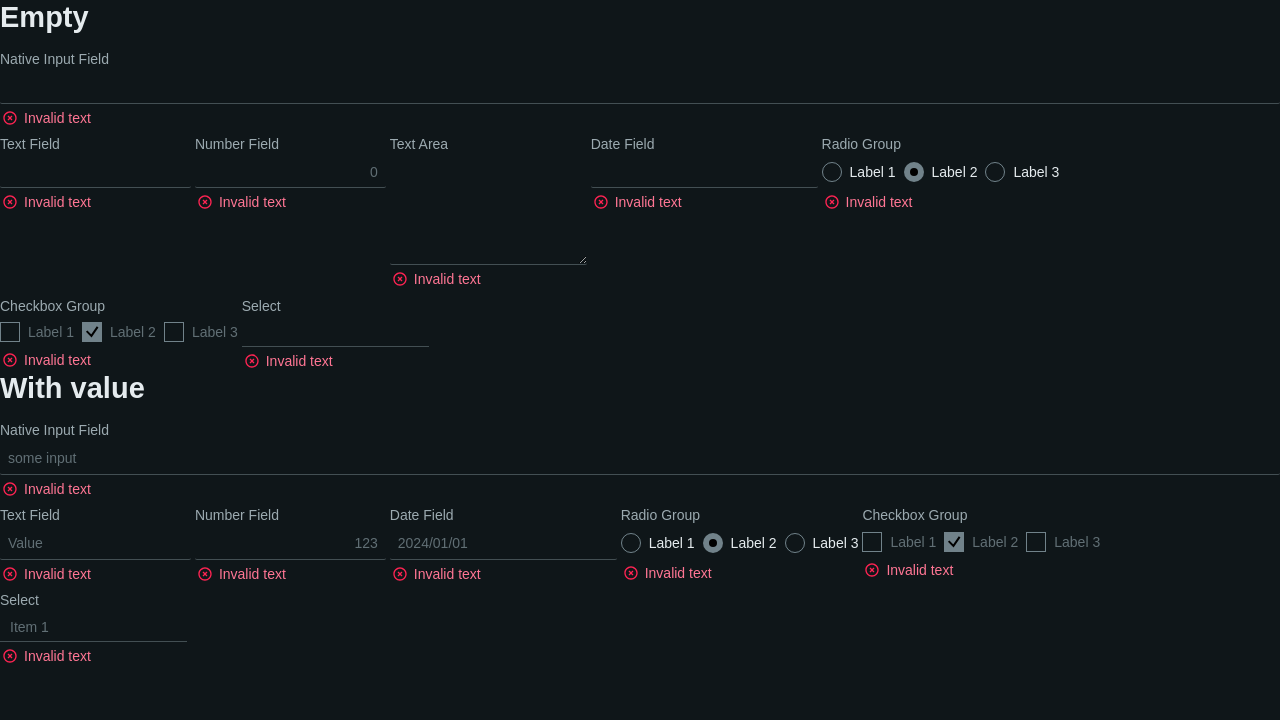 Empty
Native Input Field
Invalid text
Text Field Number Field Text Area Date Field Radio Group
0 Label 1 Label 2 Label 3
Invalid text Invalid text Invalid text Invalid text
Invalid text
Checkbox Group Select
Label 1 Label 2 Label 3
Invalid text Invalid text
With value
Native Input Field
some input
Invalid text
Text Field Number Field Date Field Radio Group Checkbox Group
Value 123 2024/01/01 Label 1 Label 2 Label 3 Label 1 Label 2 Label 3
Invalid text Invalid text Invalid text Invalid text Invalid text
Select
Item 1
Invalid text